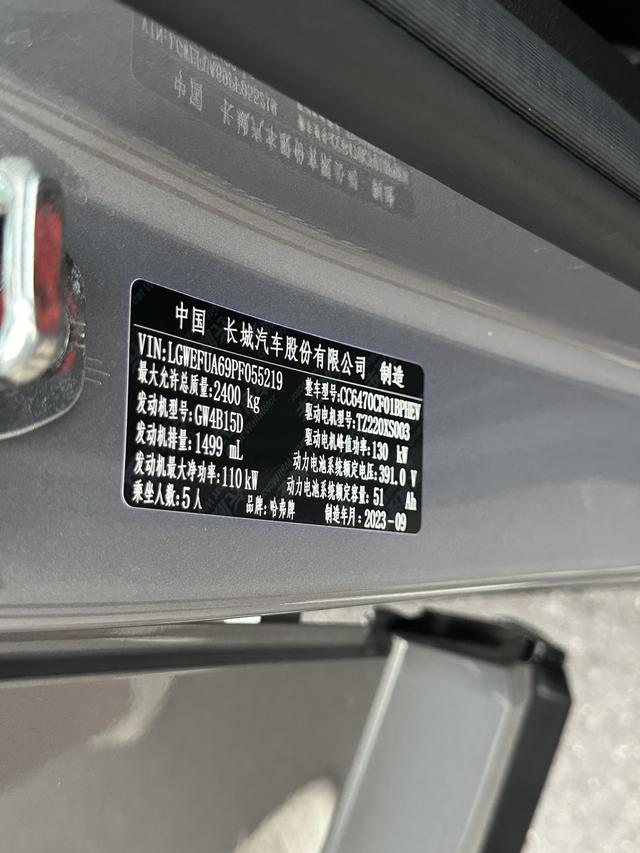 中国 长城汽车股份有限公司 制造
VIN:LGWEFUA69PF055219 整车型号:CC6470CF01BPHEV
最大允许总质量:2400 kg 驱动电机型号:TZ220XS003
发动机型号:GW4B15D 驱动电机峰值功率:130 kW
发动机排量:1499 mL 动力电池系统额定电压:391.0 V
发动机最大净功率:110kW 动力电池系统额定容量:51 Ah
乘坐人数:5人 品牌:哈弗牌 制造年月:2023-09